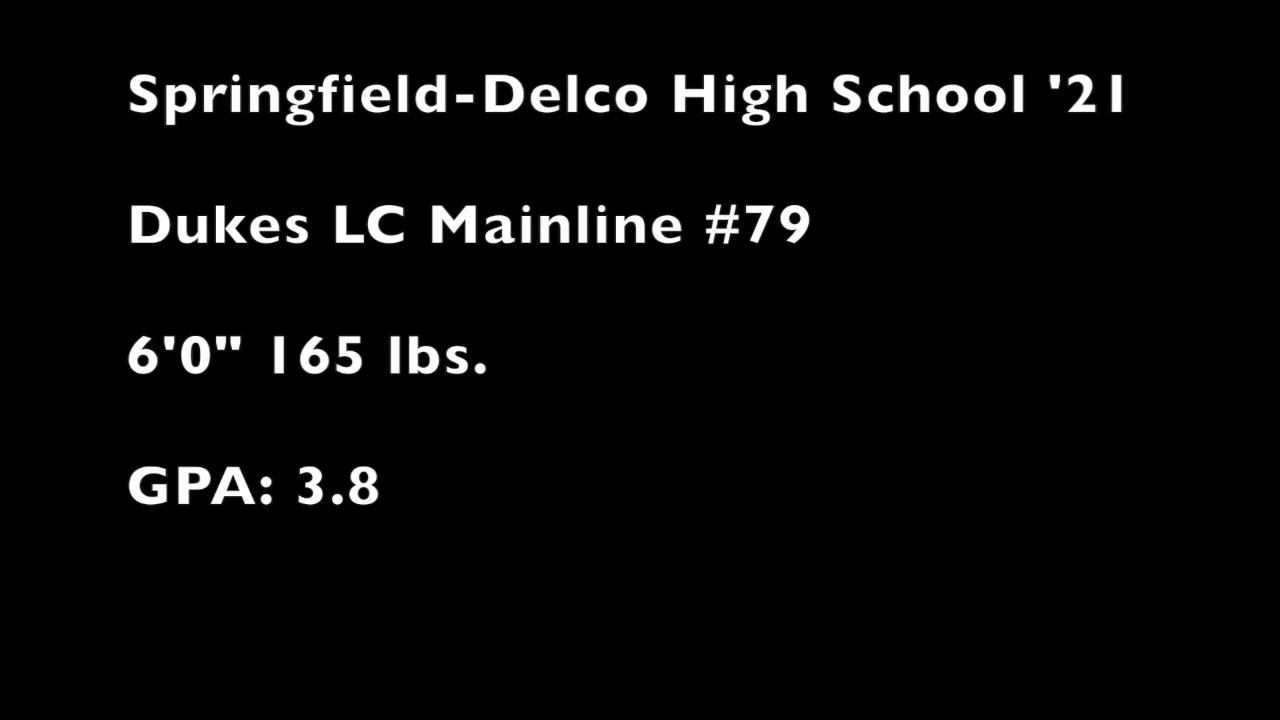 Springfield-Delco High School '21
Dukes LC Mainline #79
6'0" 165 lbs.
GPA: 3.8